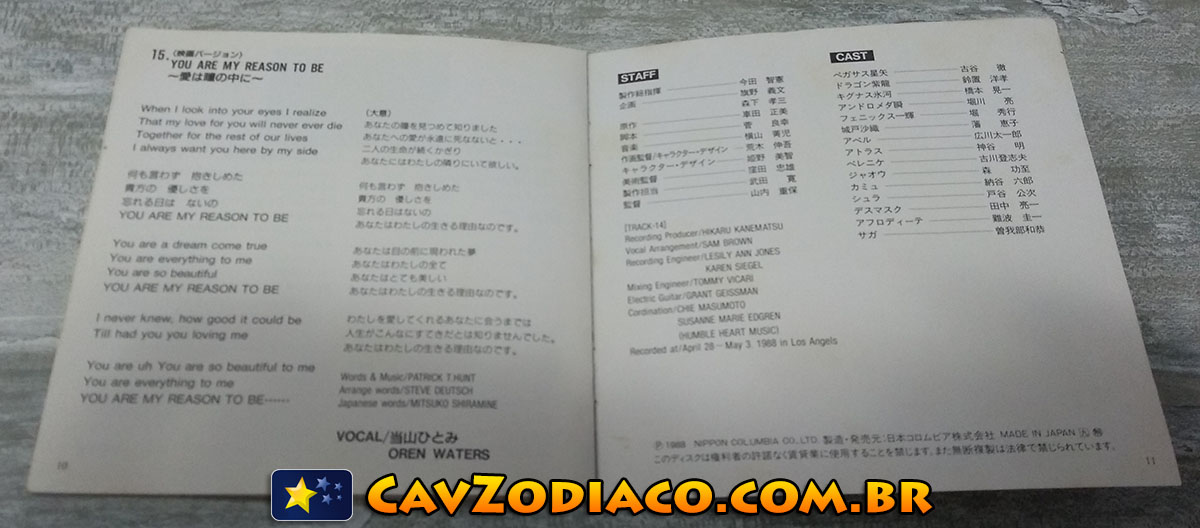 15.〈映画バージョン〉
YOU ARE MY REASON TO BE
〜愛は瞳の中に〜
When I look into your eyes I realize
That my love for you will never ever die
Together for the rest of our lives
I always want you here by my side
何も言わず 抱きしめた
貴方の 優しさを
忘れる日は ないの
YOU ARE MY REASON TO BE
You are a dream come true
You are everything to me
You are so beautiful
YOU ARE MY REASON TO BE
I never knew, how good it could be
Till had you you loving me
You are uh You are so beautiful to me
You are everything to me
YOU ARE MY REASON TO BE……
(大意)
あなたの瞳を見つめて知りました
あなたへの愛が永遠に死なないと・・・
二人の生命が続くかぎり
あなたにはわたしの隣りにいて欲しい。
何も言わず 抱きしめた
貴方の 優しさを
忘れる日はないの
あなたはわたしの生きる理由なのです。
あなたは目の前に現われた夢
あなたはわたしの全て
あなたはとても美しい
あなたはわたしの生きる理由なのです。
わたしを愛してくれるあなたに会うまでは
人生がこんなにすてきだとは知りませんでした。
あなたはわたしの生きる理由なのです。
Words & Music/PATRICK T.HUNT
Arrange words/STEVE DEUTSCH
Japanese words/MITSUKO SHIRAMINE
VOCAL/当山ひとみ
OREN WATERS
10
STAFF
製作総指揮 今田 智憲
企画 旗野 義文
森下 孝三
原作 車田 正美
脚本 菅 良幸
音楽 横山 菁児
作画監督/キャラクター・デザイン 荒木 伸吾
キャラクター・デザイン 姫野 美智
美術監督 窪田 忠雄
製作担当 武田 寛
監督 山内 重保
[TRACK-14]
Recording Producer/HIKARU KANEMATSU
Vocal Arrangement/SAM BROWN
Recording Engineer/LESILY ANN JONES
KAREN SIEGEL
Mixing Engineer/TOMMY VICARI
Electric Guitar/GRANT GEISSMAN
Cordination/CHIE MASUMOTO
SUSANNE MARIE EDGREN
(HUMBLE HEART MUSIC)
Recorded at/April 28〜May 3. 1988 in Los Angels
CAST
ペガサス星矢 古谷 徹
ドラゴン紫龍 鈴置 洋孝
キグナス氷河 橋本 晃一
アンドロメダ瞬 堀川 亮
フェニックス一輝 堀 秀行
城戸沙織 潘 恵子
アベル 広川太一郎
アトラス 神谷 明
ベレニケ 古川登志夫
ジャオウ 森 功至
カミュ 納谷 六郎
シュラ 戸谷 公次
デスマスク 田中 亮一
アフロディーテ 難波 圭一
サガ 曽我部和恭
Ⓟ1988 NIPPON COLUMBIA CO., LTD. 製造・発売元:日本コロムビア株式会社 MADE IN JAPAN
このディスクは権利者の許諾なく賃貸業に使用することを禁じます。また無断複製は法律で禁じられています。
11
CavZodiaco.com.br